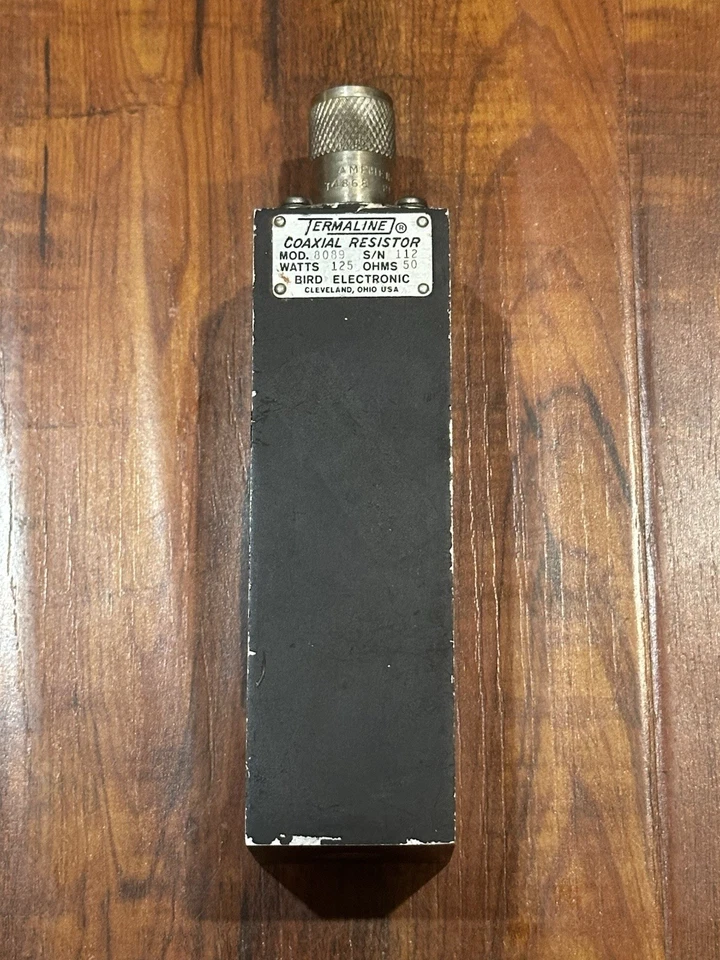 TERMALINE ®
COAXIAL RESISTOR
MOD. 8089 S/N 112
WATTS 125 OHMS 50
BIRD ELECTRONIC
CLEVELAND, OHIO USA